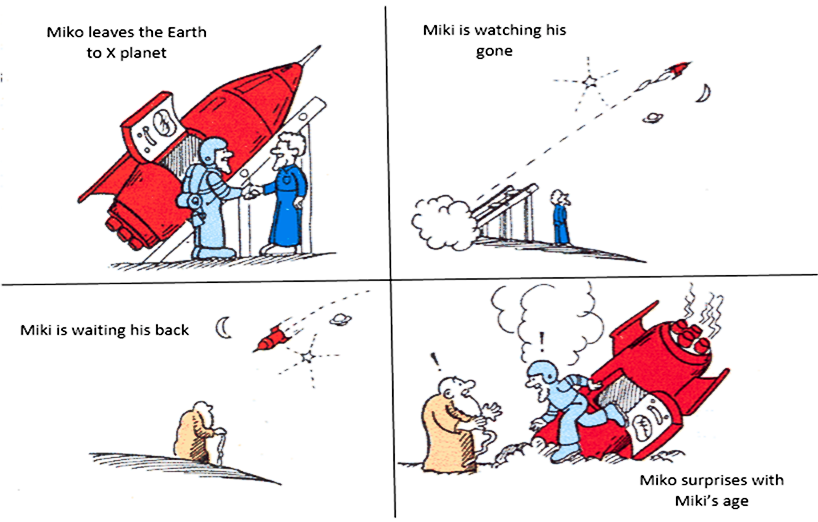 Miko leaves the Earth
to X planet
Miki is watching his
gone
Miki is waiting his back
!
!
Miko surprises with
Miki's age